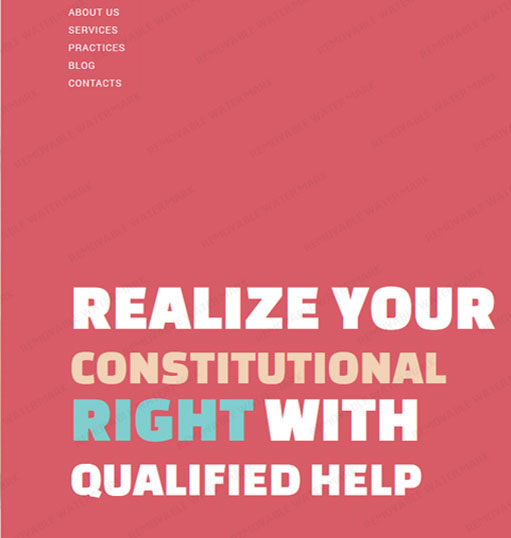 ABOUT US
SERVICES
PRACTICES
BLOG
CONTACTS
REALIZE YOUR
CONSTITUTIONAL
RIGHT WITH
QUALIFIED HELP
REMOVABLE WATERMARK